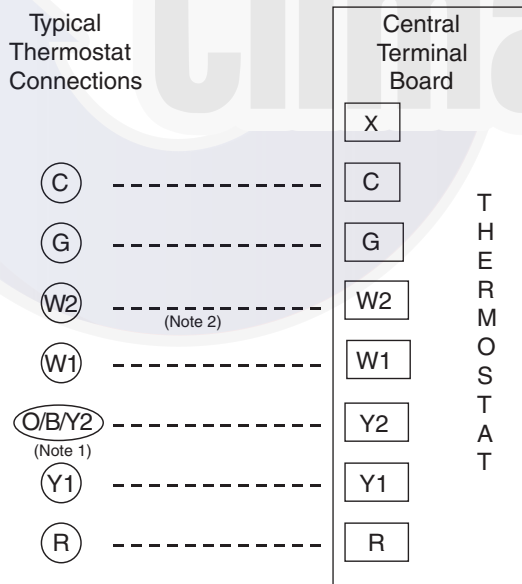 Typical
Thermostat
Connections
Central
Terminal
Board
X
C
C
G
G
W2
(Note 2)
W2
W1
W1
O/B/Y2
(Note 1)
Y2
Y1
Y1
R
R
THERMOSTAT